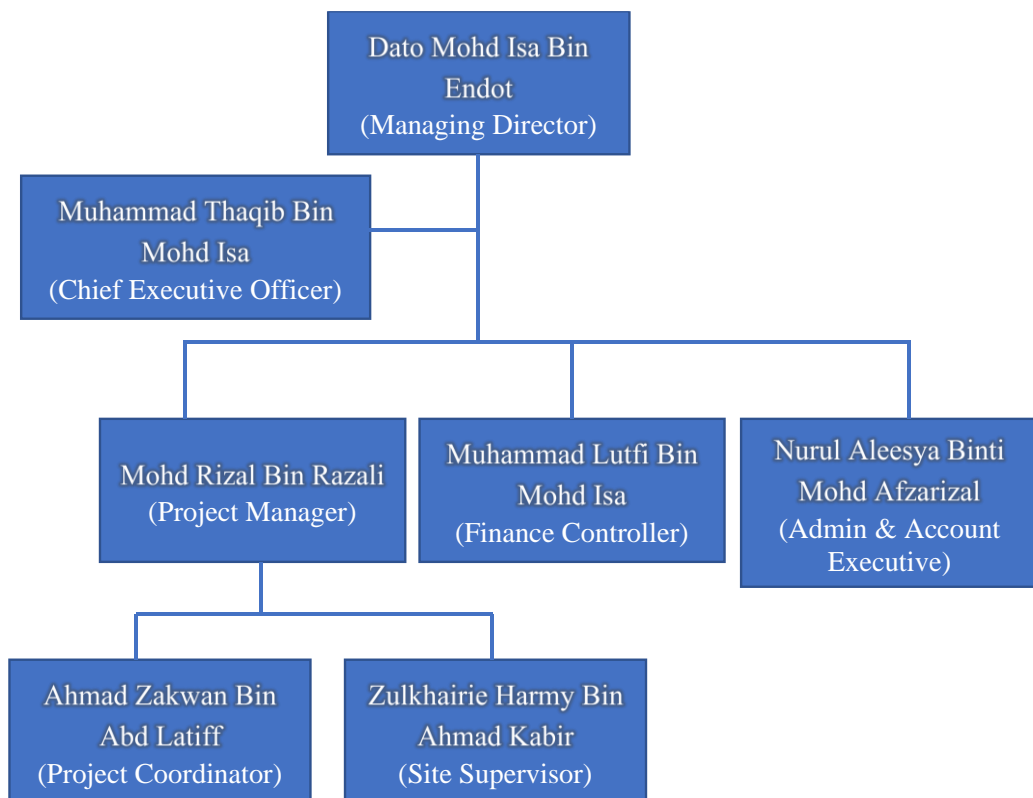 Dato Mohd Isa Bin
Endot
(Managing Director)
Muhammad Thaqib Bin
Mohd Isa
(Chief Executive Officer)
Mohd Rizal Bin Razali
(Project Manager)
Muhammad Lutfi Bin
Mohd Isa
(Finance Controller)
Nurul Aleesya Binti
Mohd Afzarizal
(Admin & Account
Executive)
Ahmad Zakwan Bin
Abd Latiff
(Project Coordinator)
Zulkhairie Harmy Bin
Ahmad Kabir
(Site Supervisor)